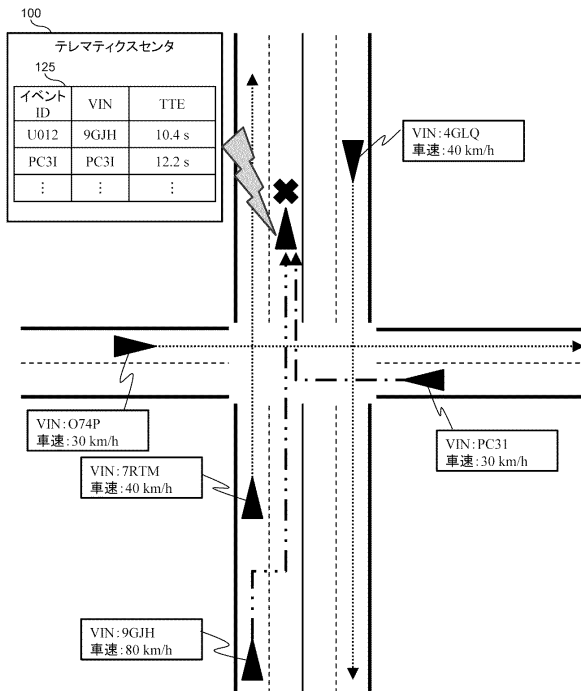 100
テレマティクスセンタ
125
イベント
ID
VIN
TTE
U012
9GJH
10.4 s
PC3I
PC3I
12.2 s
⋮
⋮
⋮
VIN:4GLQ
車速:40 km/h
VIN:O74P
車速:30 km/h
VIN:PC31
車速:30 km/h
VIN:7RTM
車速:40 km/h
VIN:9GJH
車速:80 km/h